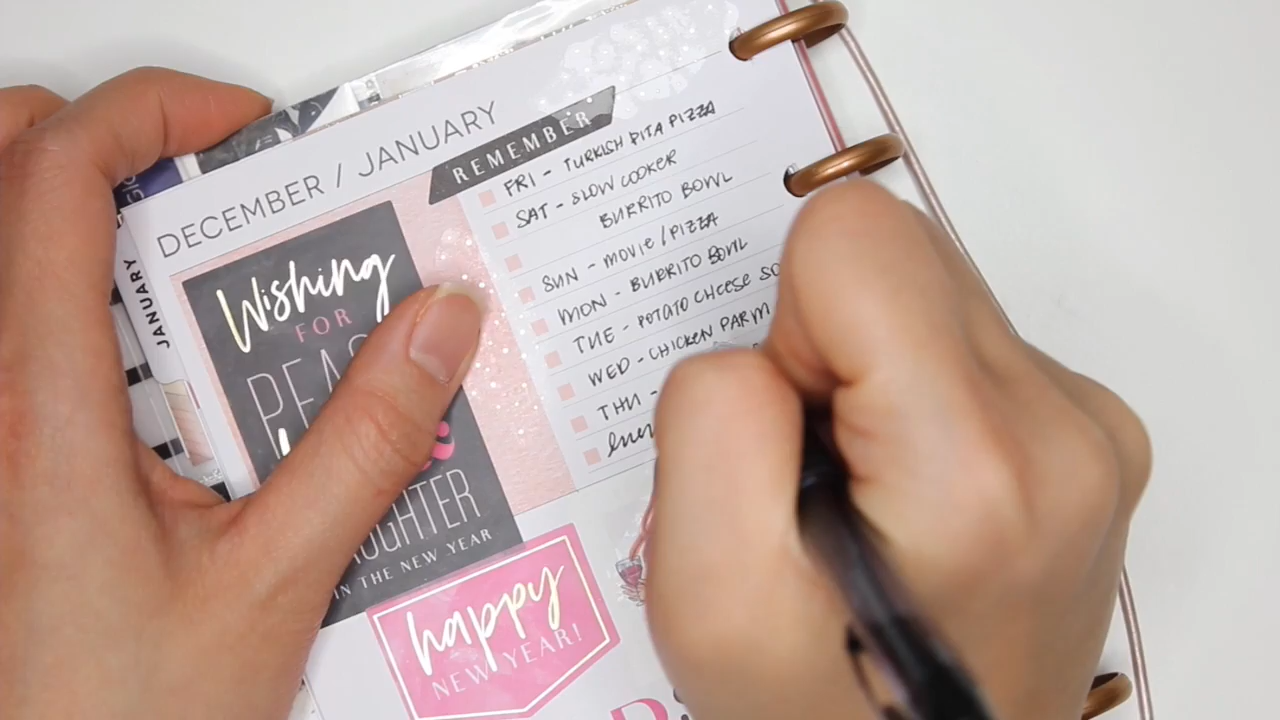 DECEMBER / JANUARY
REMEMBER
FRI - TURKISH PITA PIZZA
SAT - SLOW COOKER
BURRITO BOWL
SUN - MOVIE / PIZZA
MON - BURRITO BOWL
TUE - POTATO CHEESE
WED - CHICKEN PARM
THU -
JANUARY
Wishing
FOR
IN THE NEW YEAR
happy
NEW YEAR!